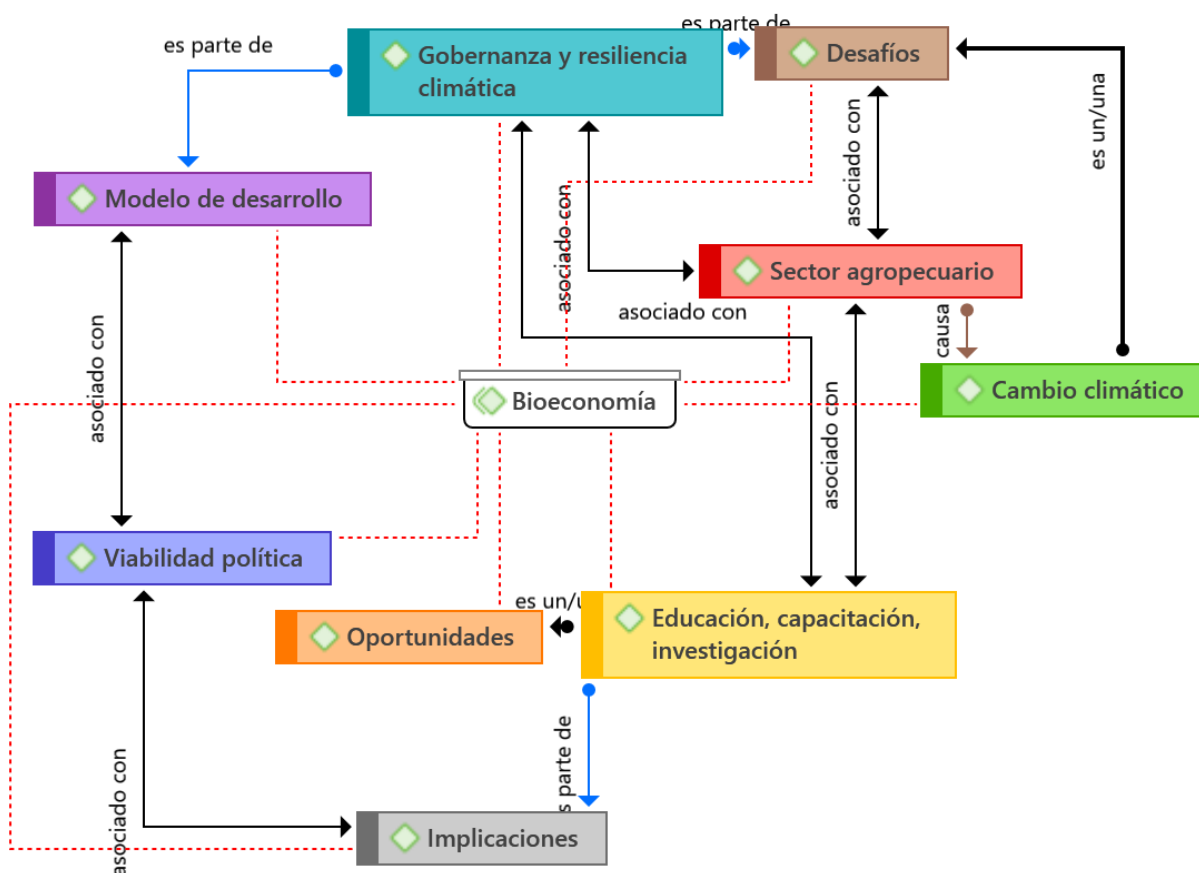 es parte de
es parte de
Gobernanza y resiliencia
climática
Desafíos
es un/una
asociado con
Modelo de desarrollo
asociado con
Sector agropecuario
asociado con
causa
asociado con
Bioeconomía
Cambio climático
asociado con
Viabilidad política
es un/u
Educación, capacitación,
investigación
Oportunidades
es parte de
asociado con
Implicaciones